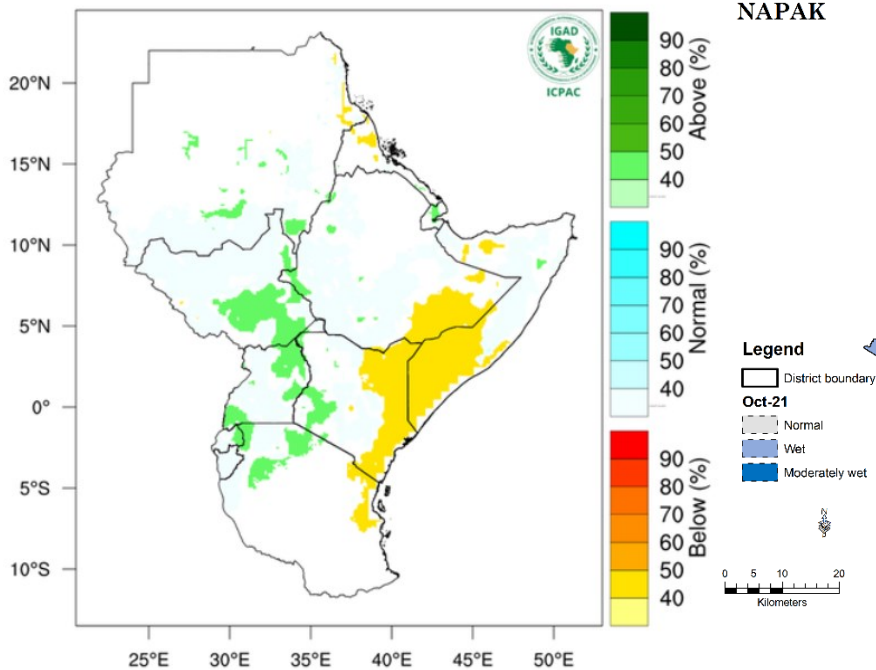 NAPAK
IGAD
ICPAC
20°N
15°N
10°N
5°N
0°
5°S
10°S
25°E
30°E
35°E
40°E
45°E
50°E
90
80
70
60
50
40
Above (%)
90
80
70
60
50
40
Normal (%)
90
80
70
60
50
40
Below (%)
Legend
District boundary
Oct-21
Normal
Wet
Moderately wet
N
0 5 10 20
Kilometers